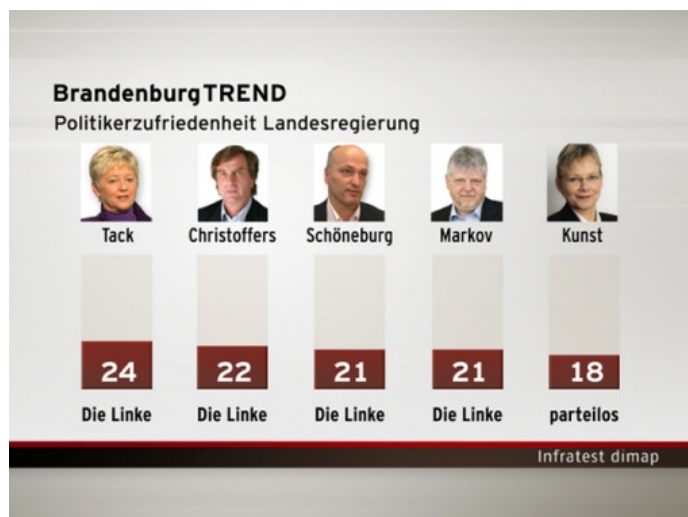 BrandenburgTREND
Politikerzufriedenheit Landesregierung
Tack Christoffers Schöneburg Markov Kunst
24 22 21 21 18
Die Linke Die Linke Die Linke Die Linke parteilos
Infratest dimap